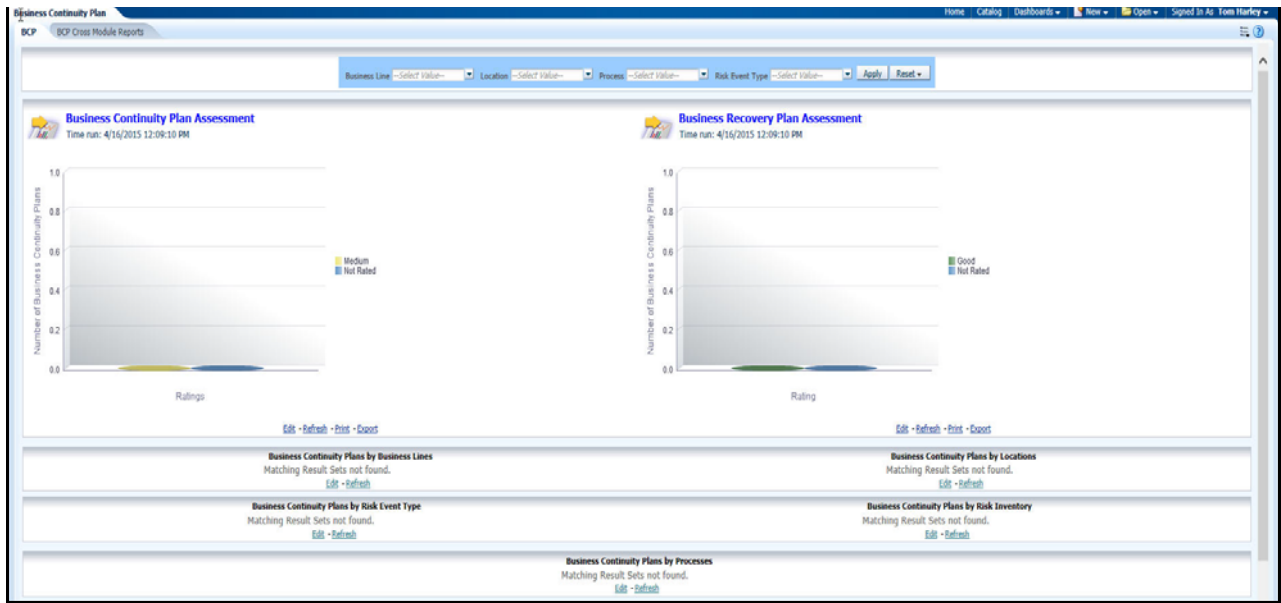 Business Continuity Plan
Home Catalog Dashboards New Open Signed In As Tom Harley
BCP BCP Cross Module Reports
Business Line --Select Value-- Location --Select Value-- Process --Select Value-- Risk Event Type --Select Value-- Apply Reset
Business Continuity Plan Assessment
Time run: 4/16/2015 12:09:10 PM
1.0
0.8
0.6
0.4
0.2
0.0
Number of Business Continuity Plans
Medium
Not Rated
Ratings
Edit - Refresh - Print - Export
Business Recovery Plan Assessment
Time run: 4/16/2015 12:09:10 PM
1.0
0.8
0.6
0.4
0.2
0.0
Number of Business Continuity Plans
Good
Not Rated
Rating
Edit - Refresh - Print - Export
Business Continuity Plans by Business Lines
Matching Result Sets not found.
Edit - Refresh
Business Continuity Plans by Locations
Matching Result Sets not found.
Edit - Refresh
Business Continuity Plans by Risk Event Type
Matching Result Sets not found.
Edit - Refresh
Business Continuity Plans by Risk Inventory
Matching Result Sets not found.
Edit - Refresh
Business Continuity Plans by Processes
Matching Result Sets not found.
Edit - Refresh